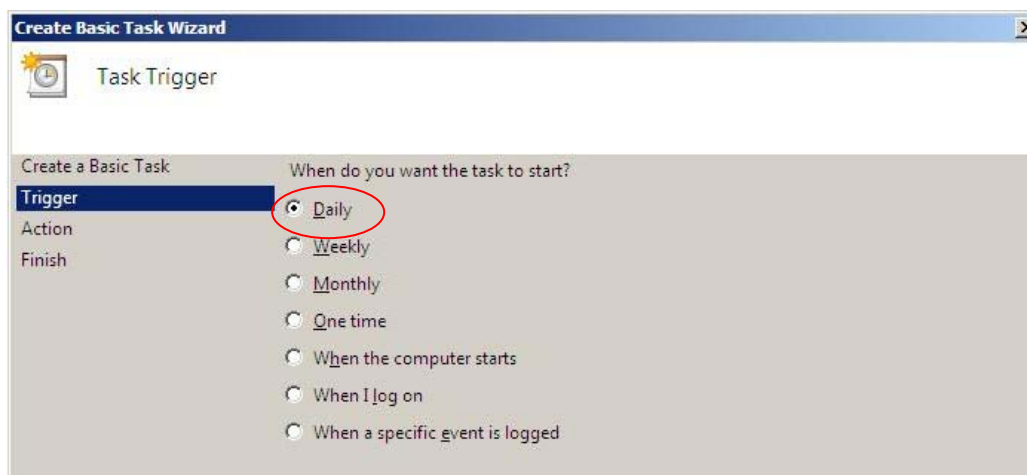 Create Basic Task Wizard
Task Trigger
Create a Basic Task
Trigger
Action
Finish
When do you want the task to start?
Daily
Weekly
Monthly
One time
When the computer starts
When I log on
When a specific event is logged